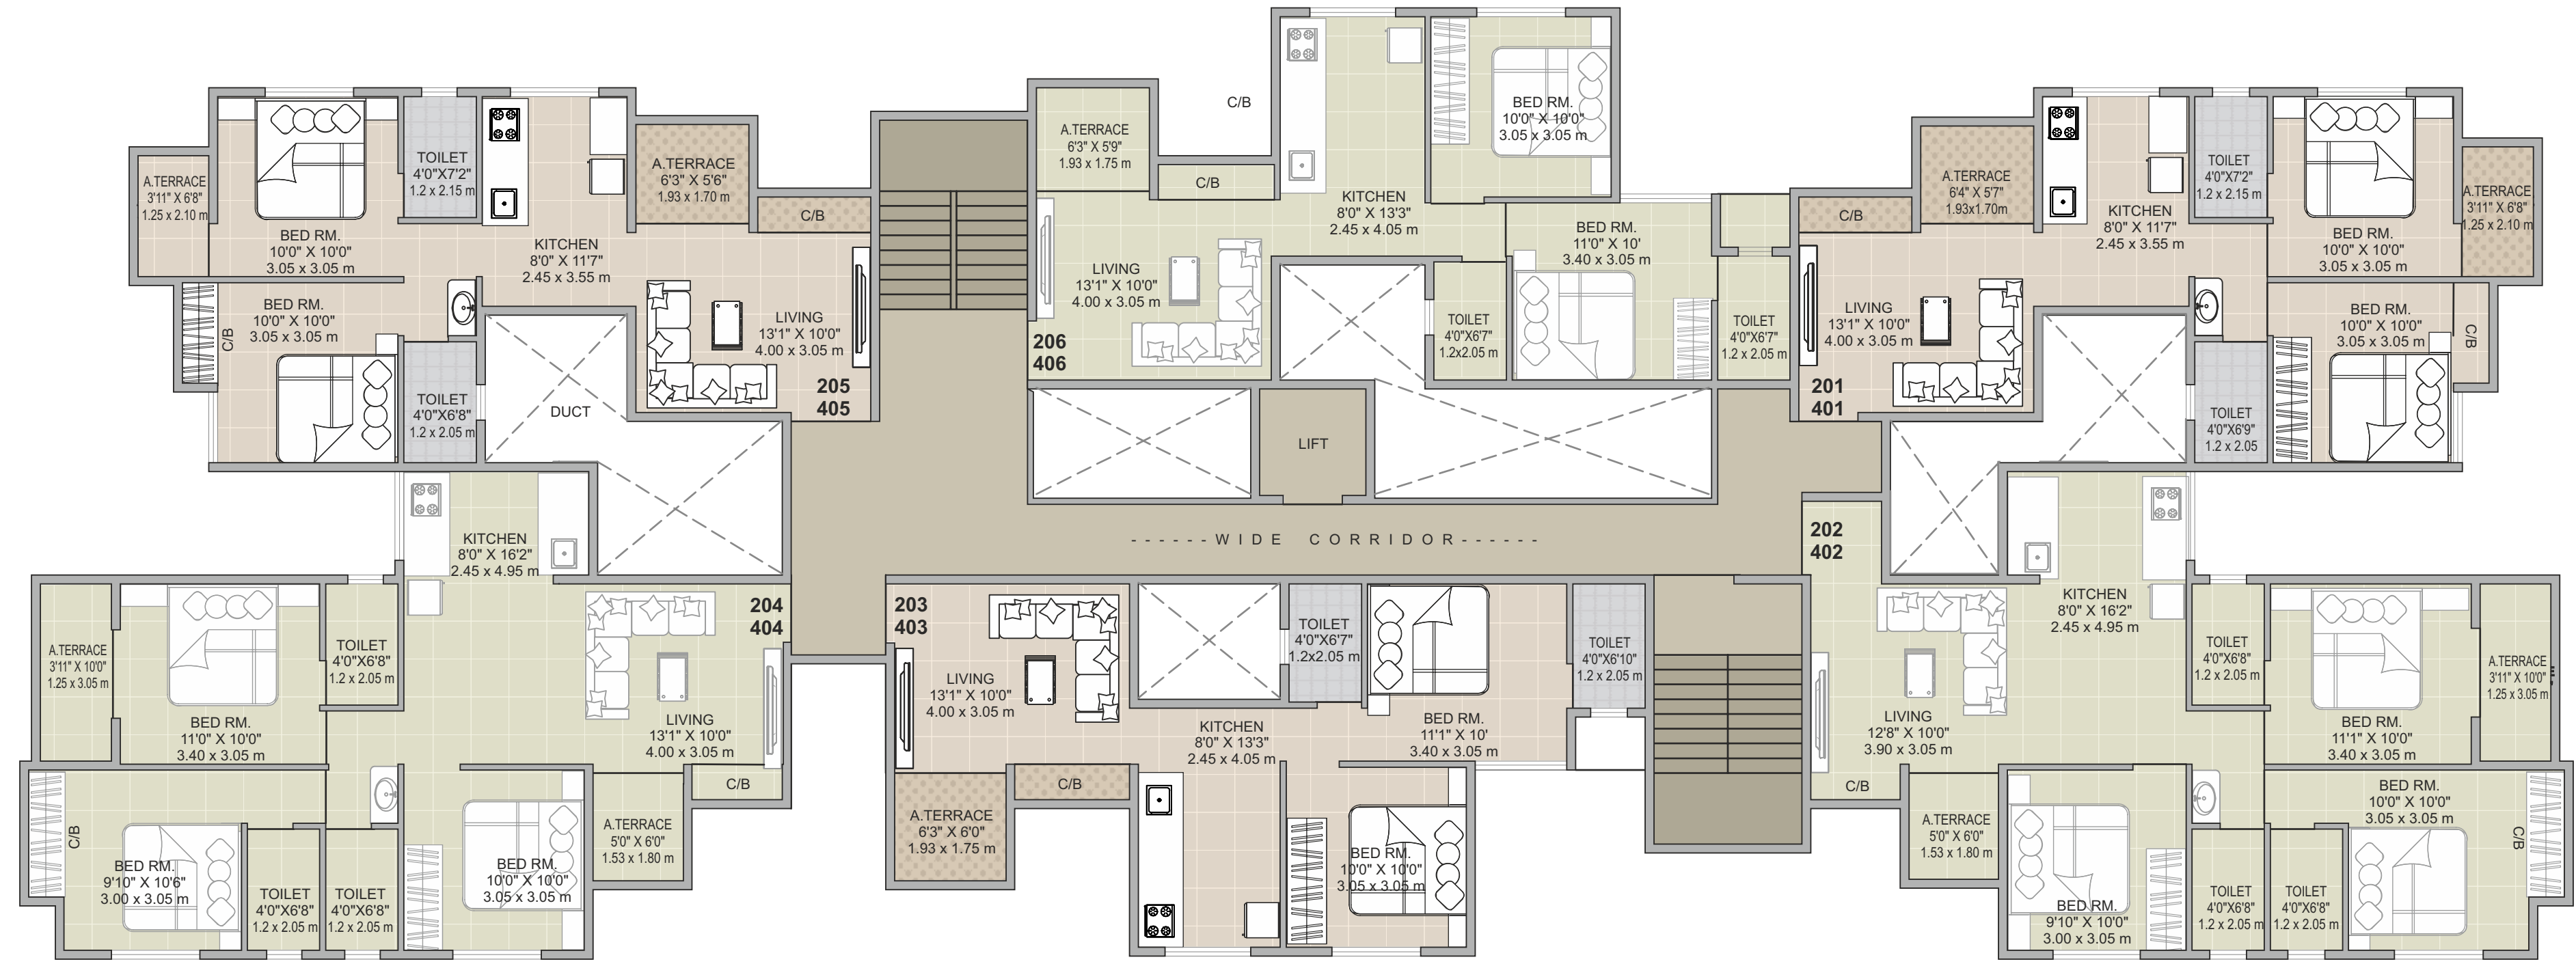 A.TERRACE
3'11" X 6'8"
1.25 x 2.10 m
BED RM.
10'0" X 10'0"
3.05 x 3.05 m
TOILET
4'0"X7'2"
1.2 x 2.15 m
KITCHEN
8'0" X 11'7"
2.45 x 3.55 m
A.TERRACE
6'3" X 5'6"
1.93 x 1.70 m
C/B
BED RM.
10'0" X 10'0"
3.05 x 3.05 m
C/B
TOILET
4'0"X6'8"
1.2 x 2.05 m
DUCT
LIVING
13'1" X 10'0"
4.00 x 3.05 m
205
405
A.TERRACE
6'3" X 5'9"
1.93 x 1.75 m
C/B
C/B
KITCHEN
8'0" X 13'3"
2.45 x 4.05 m
BED RM.
10'0" X 10'0"
3.05 x 3.05 m
LIVING
13'1" X 10'0"
4.00 x 3.05 m
206
406
BED RM.
11'0" X 10'
3.40 x 3.05 m
TOILET
4'0"X6'7"
1.2x2.05 m
TOILET
4'0"X6'7"
1.2 x 2.05 m
LIFT
C/B
A.TERRACE
6'4" X 5'7"
1.93x1.70m
KITCHEN
8'0" X 11'7"
2.45 x 3.55 m
TOILET
4'0"X7'2"
1.2 x 2.15 m
BED RM.
10'0" X 10'0"
3.05 x 3.05 m
A.TERRACE
3'11" X 6'8"
1.25 x 2.10 m
LIVING
13'1" X 10'0"
4.00 x 3.05 m
201
401
BED RM.
10'0" X 10'0"
3.05 x 3.05 m
C/B
TOILET
4'0"X6'9"
1.2 x 2.05
------WIDE CORRIDOR------
KITCHEN
8'0" X 16'2"
2.45 x 4.95 m
204
404
A.TERRACE
3'11" X 10'0"
1.25 x 3.05 m
BED RM.
11'0" X 10'0"
3.40 x 3.05 m
TOILET
4'0"X6'8"
1.2 x 2.05 m
LIVING
13'1" X 10'0"
4.00 x 3.05 m
C/B
C/B
BED RM.
9'10" X 10'6"
3.00 x 3.05 m
TOILET
4'0"X6'8"
1.2 x 2.05 m
TOILET
4'0"X6'8"
1.2 x 2.05 m
BED RM.
10'0" X 10'0"
3.05 x 3.05 m
A.TERRACE
5'0" X 6'0"
1.53 x 1.80 m
203
403
LIVING
13'1" X 10'0"
4.00 x 3.05 m
TOILET
4'0"X6'7"
1.2x2.05 m
KITCHEN
8'0" X 13'3"
2.45 x 4.05 m
BED RM.
11'1" X 10'
3.40 x 3.05 m
TOILET
4'0"X6'10"
1.2 x 2.05 m
C/B
A.TERRACE
6'3" X 6'0"
1.93 x 1.75 m
BED RM.
10'0" X 10'0"
3.05 x 3.05 m
202
402
KITCHEN
8'0" X 16'2"
2.45 x 4.95 m
LIVING
12'8" X 10'0"
3.90 x 3.05 m
TOILET
4'0"X6'8"
1.2 x 2.05 m
BED RM.
11'1" X 10'0"
3.40 x 3.05 m
A.TERRACE
3'11" X 10'0"
1.25 x 3.05 m
C/B
A.TERRACE
5'0" X 6'0"
1.53 x 1.80 m
BED RM.
9'10" X 10'0"
3.00 x 3.05 m
TOILET
4'0"X6'8"
1.2 x 2.05 m
TOILET
4'0"X6'8"
1.2 x 2.05 m
BED RM.
10'0" X 10'0"
3.05 x 3.05 m
C/B